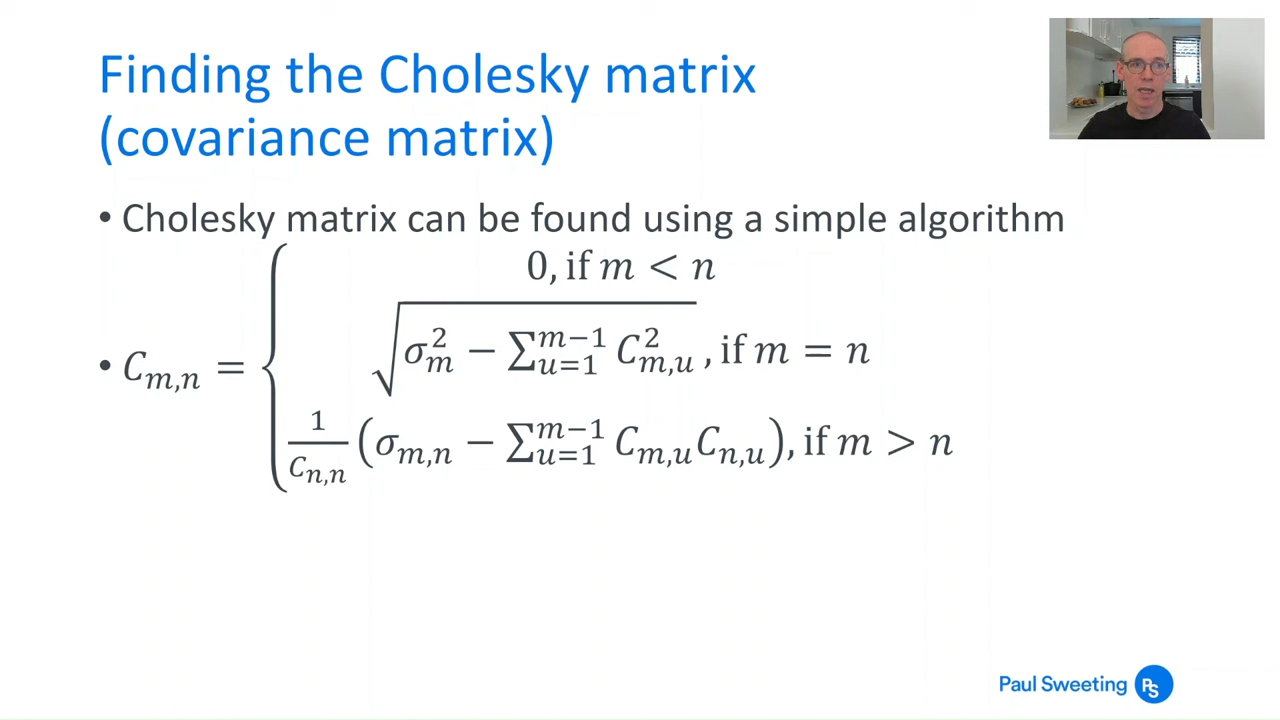 Finding the Cholesky matrix
(covariance matrix)
• Cholesky matrix can be found using a simple algorithm
0, if m < n
• C_{m,n} = { √(σ_m^2 − ∑_{u=1}^{m−1} C_{m,u}^2), if m = n
1/C_{n,n} (σ_{m,n} − ∑_{u=1}^{m−1} C_{m,u}C_{n,u}), if m > n
Paul Sweeting PS